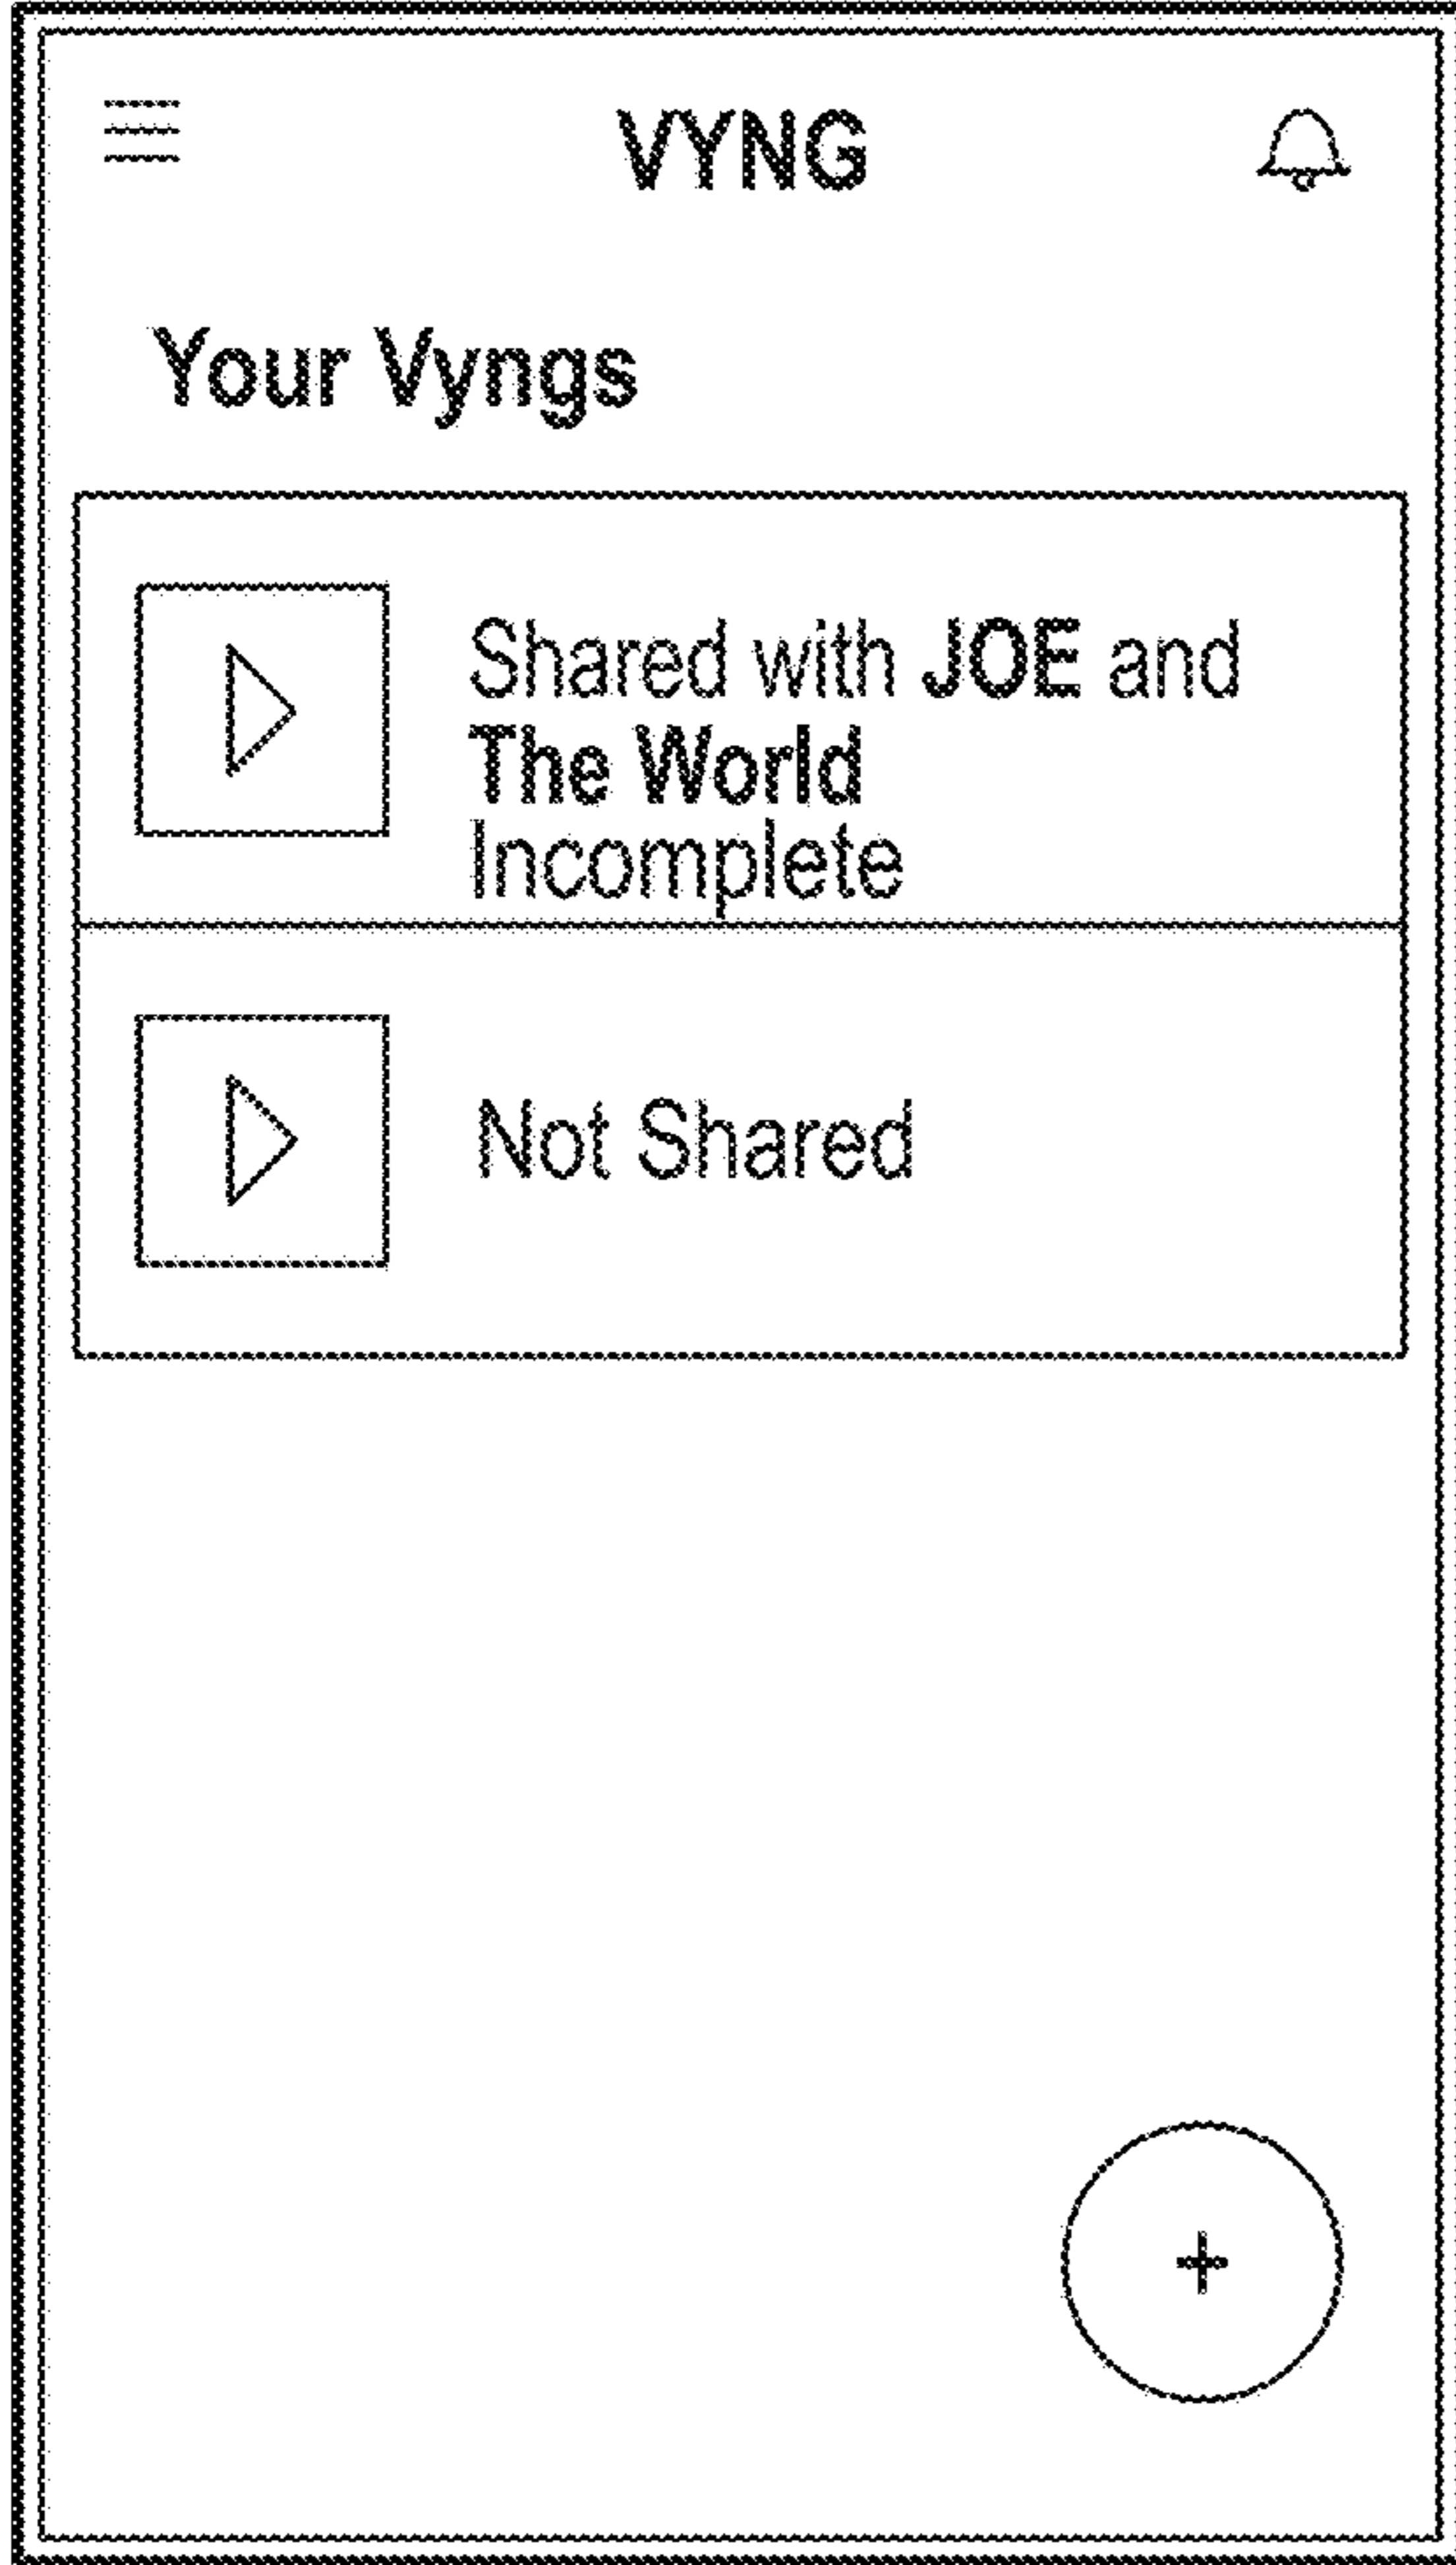 VYNG
Your Vyngs
Shared with JOE and
The World
Incomplete
Not Shared
+